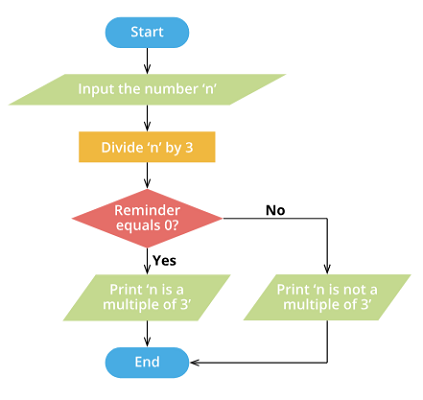 Start
Input the number ‘n’
Divide ‘n’ by 3
Reminder
equals 0?
No
Yes
Print ‘n is a
multiple of 3’
Print ‘n is not a
multiple of 3’
End